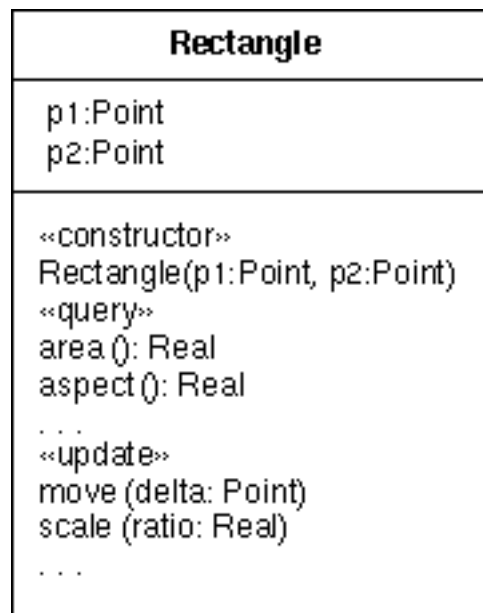 Rectangle
p1:Point
p2:Point
«constructor»
Rectangle(p1:Point, p2:Point)
«query»
area (): Real
aspect (): Real
. . .
«update»
move (delta: Point)
scale (ratio: Real)
. . .